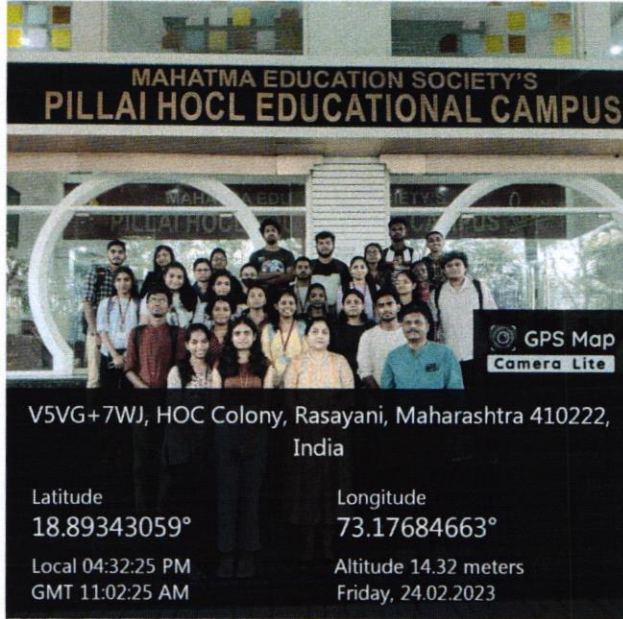 MAHATMA EDUCATION SOCIETY'S
PILLAI HOCL EDUCATIONAL CAMPUS
GPS Map
Camera Lite
V5VG+7WJ, HOC Colony, Rasayani, Maharashtra 410222,
India
Latitude
18.89343059°
Longitude
73.17684663°
Local 04:32:25 PM
GMT 11:02:25 AM
Altitude 14.32 meters
Friday, 24.02.2023